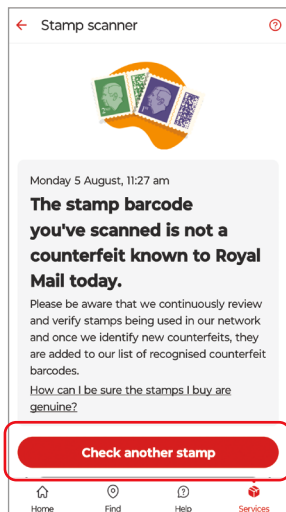 Stamp scanner
Monday 5 August, 11:27 am
The stamp barcode
you've scanned is not a
counterfeit known to Royal
Mail today.
Please be aware that we continuously review
and verify stamps being used in our network
and once we identify new counterfeits, they
are added to our list of recognised counterfeit
barcodes.
How can I be sure the stamps I buy are
genuine?
Check another stamp
Home Find Help Services